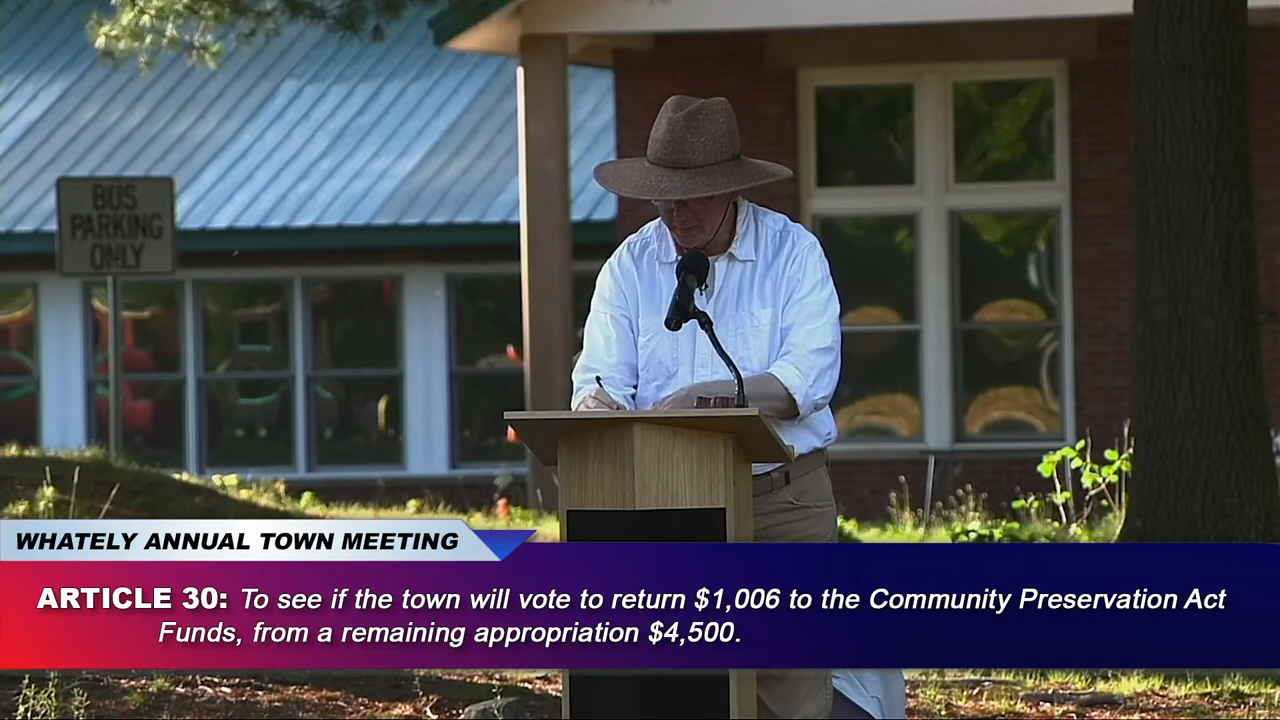 BUS
PARKING
ONLY
WHATELY ANNUAL TOWN MEETING
ARTICLE 30: To see if the town will vote to return $1,006 to the Community Preservation Act
Funds, from a remaining appropriation $4,500.